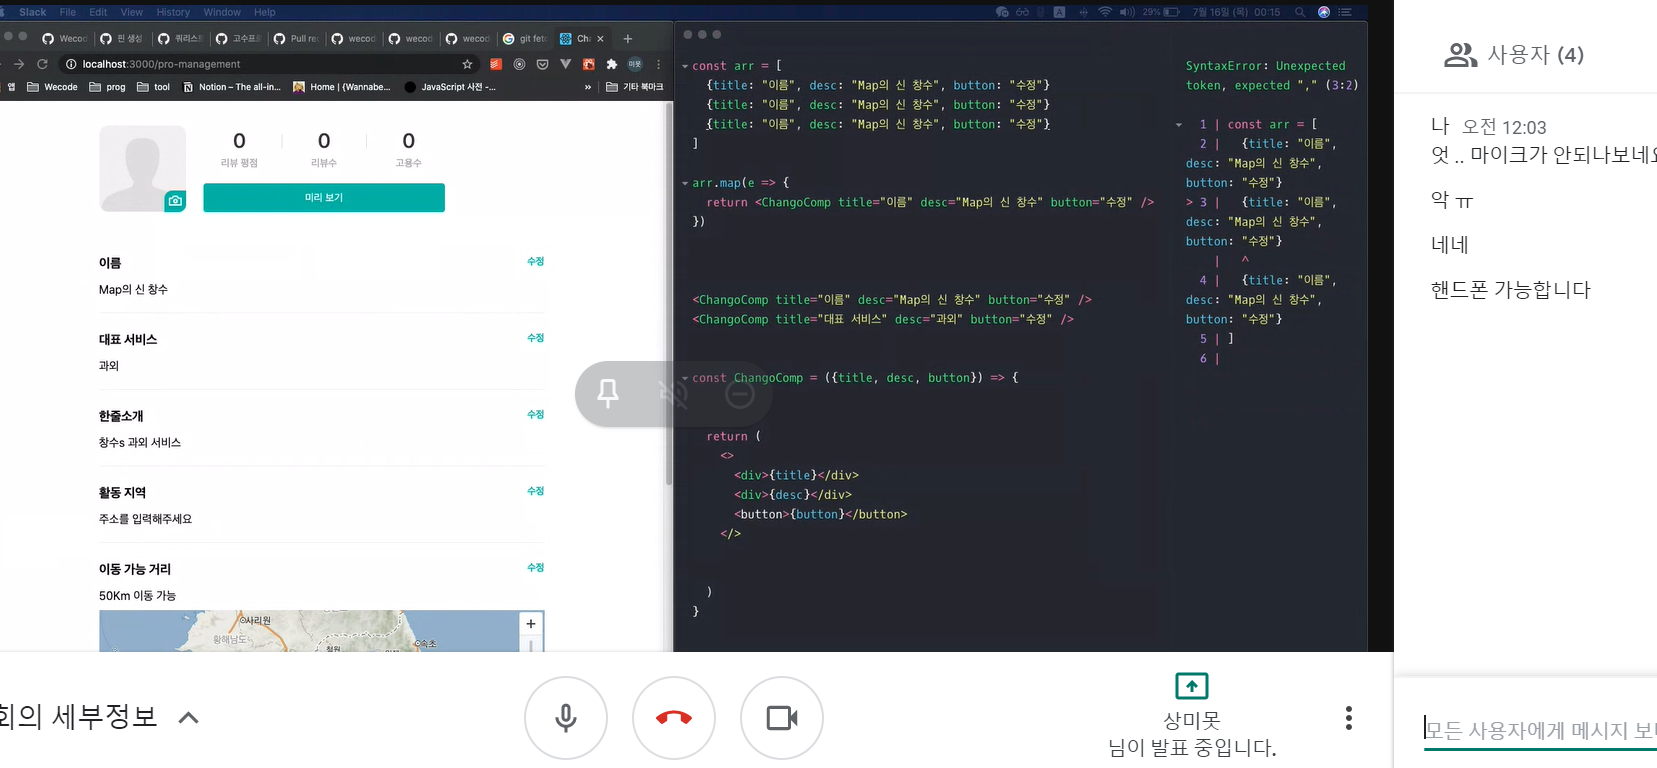 Slack File Edit View History Window Help
29% 7월 16일 (목) 00:15
Wecod 핀 생성 쿼리스트 고수프로 Pull rec wecod wecod wecod git fetc Cha
localhost:3000/pro-management
앱 Wecode prog tool Notion – The all-in... Home | {Wannabe... JavaScript 사전 -... » 기타 북마크
0 0 0
리뷰 평점 리뷰수 고용수
미리 보기
이름 수정
Map의 신 창수
대표 서비스 수정
과외
한줄소개 수정
창수s 과외 서비스
활동 지역 수정
주소를 입력해주세요
이동 가능 거리 수정
50Km 이동 가능
사리원
황해남도
철원
속초
+
const arr = [
{title: "이름", desc: "Map의 신 창수", button: "수정"}
{title: "이름", desc: "Map의 신 창수", button: "수정"}
{title: "이름", desc: "Map의 신 창수", button: "수정"}
]
arr.map(e => {
return <ChangoComp title="이름" desc="Map의 신 창수" button="수정" />
})
<ChangoComp title="이름" desc="Map의 신 창수" button="수정" />
<ChangoComp title="대표 서비스" desc="과외" button="수정" />
const ChangoComp = ({title, desc, button}) => {
return (
<>
<div>{title}</div>
<div>{desc}</div>
<button>{button}</button>
</>
)
}
SyntaxError: Unexpected
token, expected "," (3:2)
1 | const arr = [
2 | {title: "이름",
desc: "Map의 신 창수",
button: "수정"}
> 3 | {title: "이름",
desc: "Map의 신 창수",
button: "수정"}
| ^
4 | {title: "이름",
desc: "Map의 신 창수",
button: "수정"}
5 | ]
6 |
사용자 (4)
나 오전 12:03
엇 .. 마이크가 안되나보네요
악 ㅠ
네네
핸드폰 가능합니다
회의 세부정보
상미못
님이 발표 중입니다.
모든 사용자에게 메시지 보내